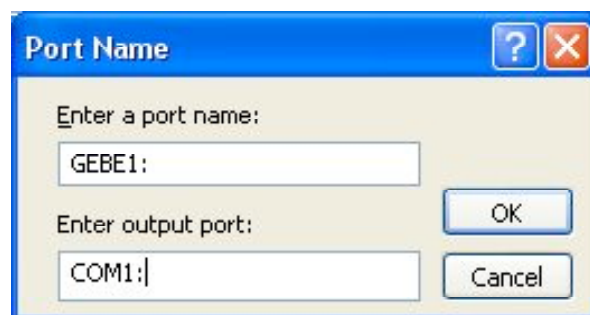 Port Name
Enter a port name:
GEBE1:
OK
Enter output port:
COM1:
Cancel